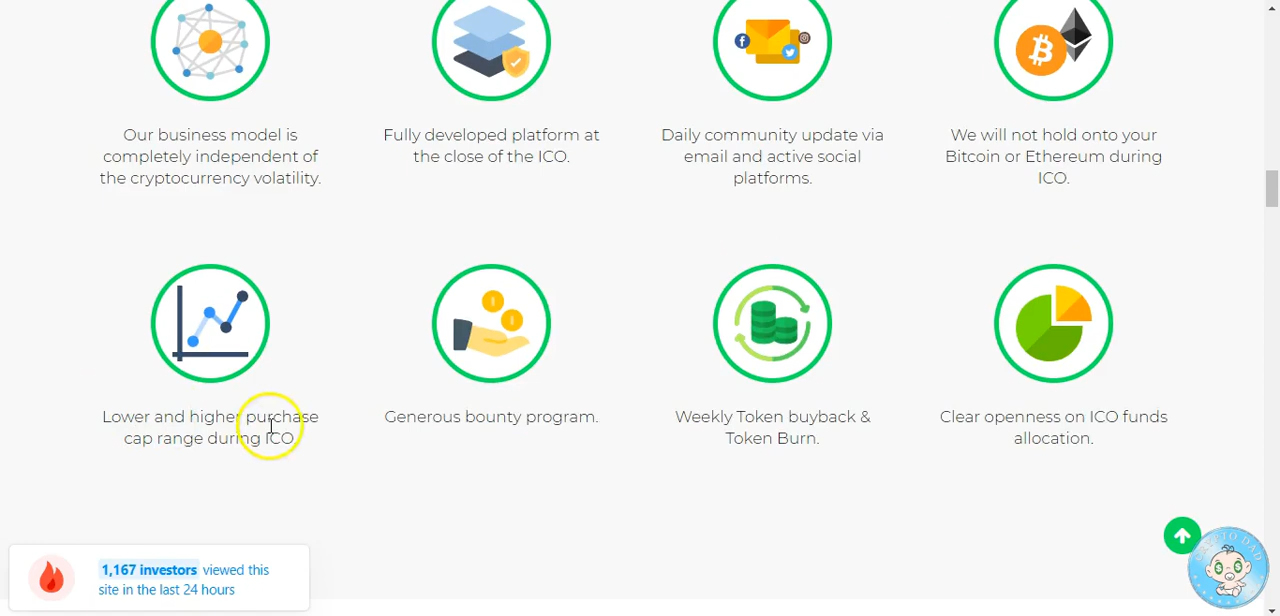 Our business model is
completely independent of
the cryptocurrency volatility.
Fully developed platform at
the close of the ICO.
Daily community update via
email and active social
platforms.
We will not hold onto your
Bitcoin or Ethereum during
ICO.
Lower and higher purchase
cap range during ICO
Generous bounty program.
Weekly Token buyback &
Token Burn.
Clear openness on ICO funds
allocation.
1,167 investors viewed this
site in the last 24 hours
CRYPTO DAD